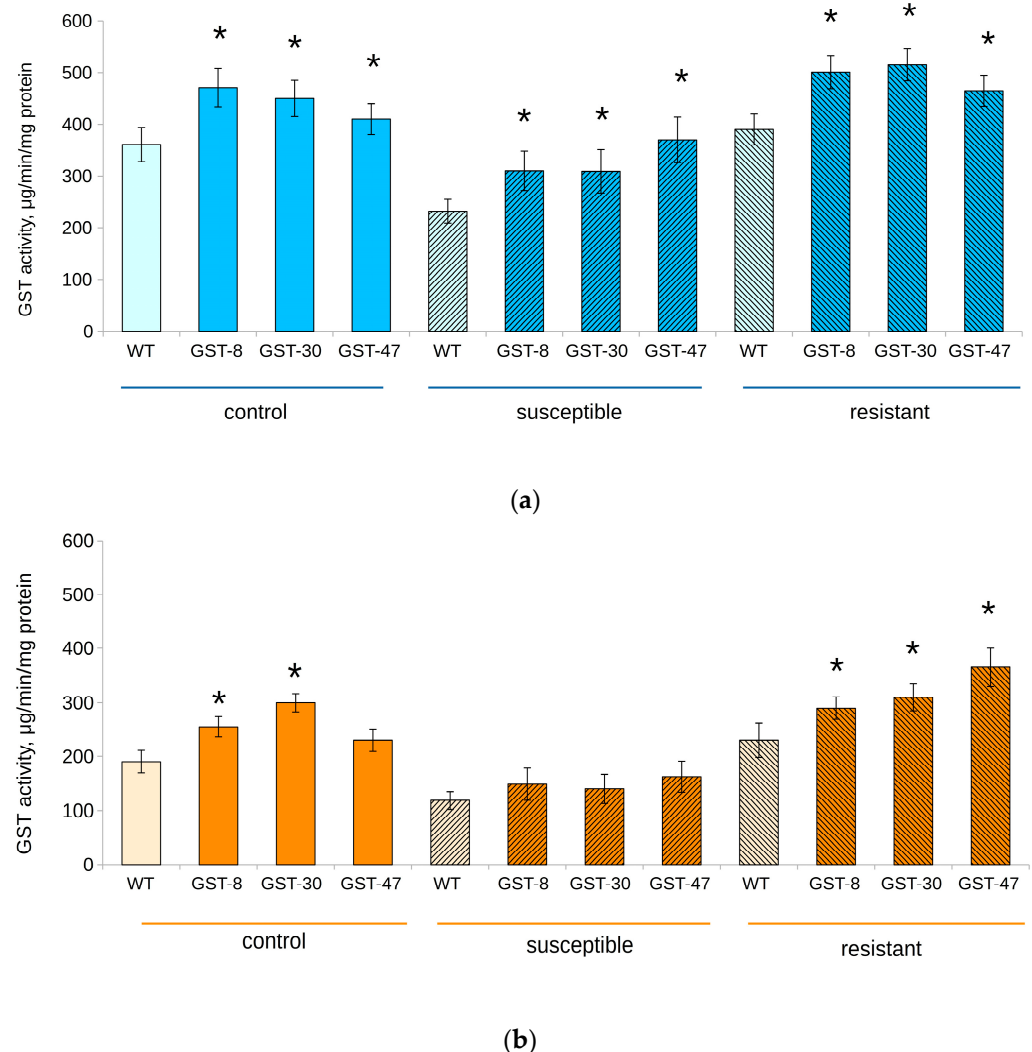 GST activity, µg/min/mg protein
600
500
400
300
200
100
0
* * * * * * * * *
WT GST-8 GST-30 GST-47 WT GST-8 GST-30 GST-47 WT GST-8 GST-30 GST-47
control susceptible resistant
(a)
GST activity, µg/min/mg protein
600
500
400
300
200
100
0
* * * * *
WT GST-8 GST-30 GST-47 WT GST-8 GST-30 GST-47 WT GST-8 GST-30 GST-47
control susceptible resistant
(b)